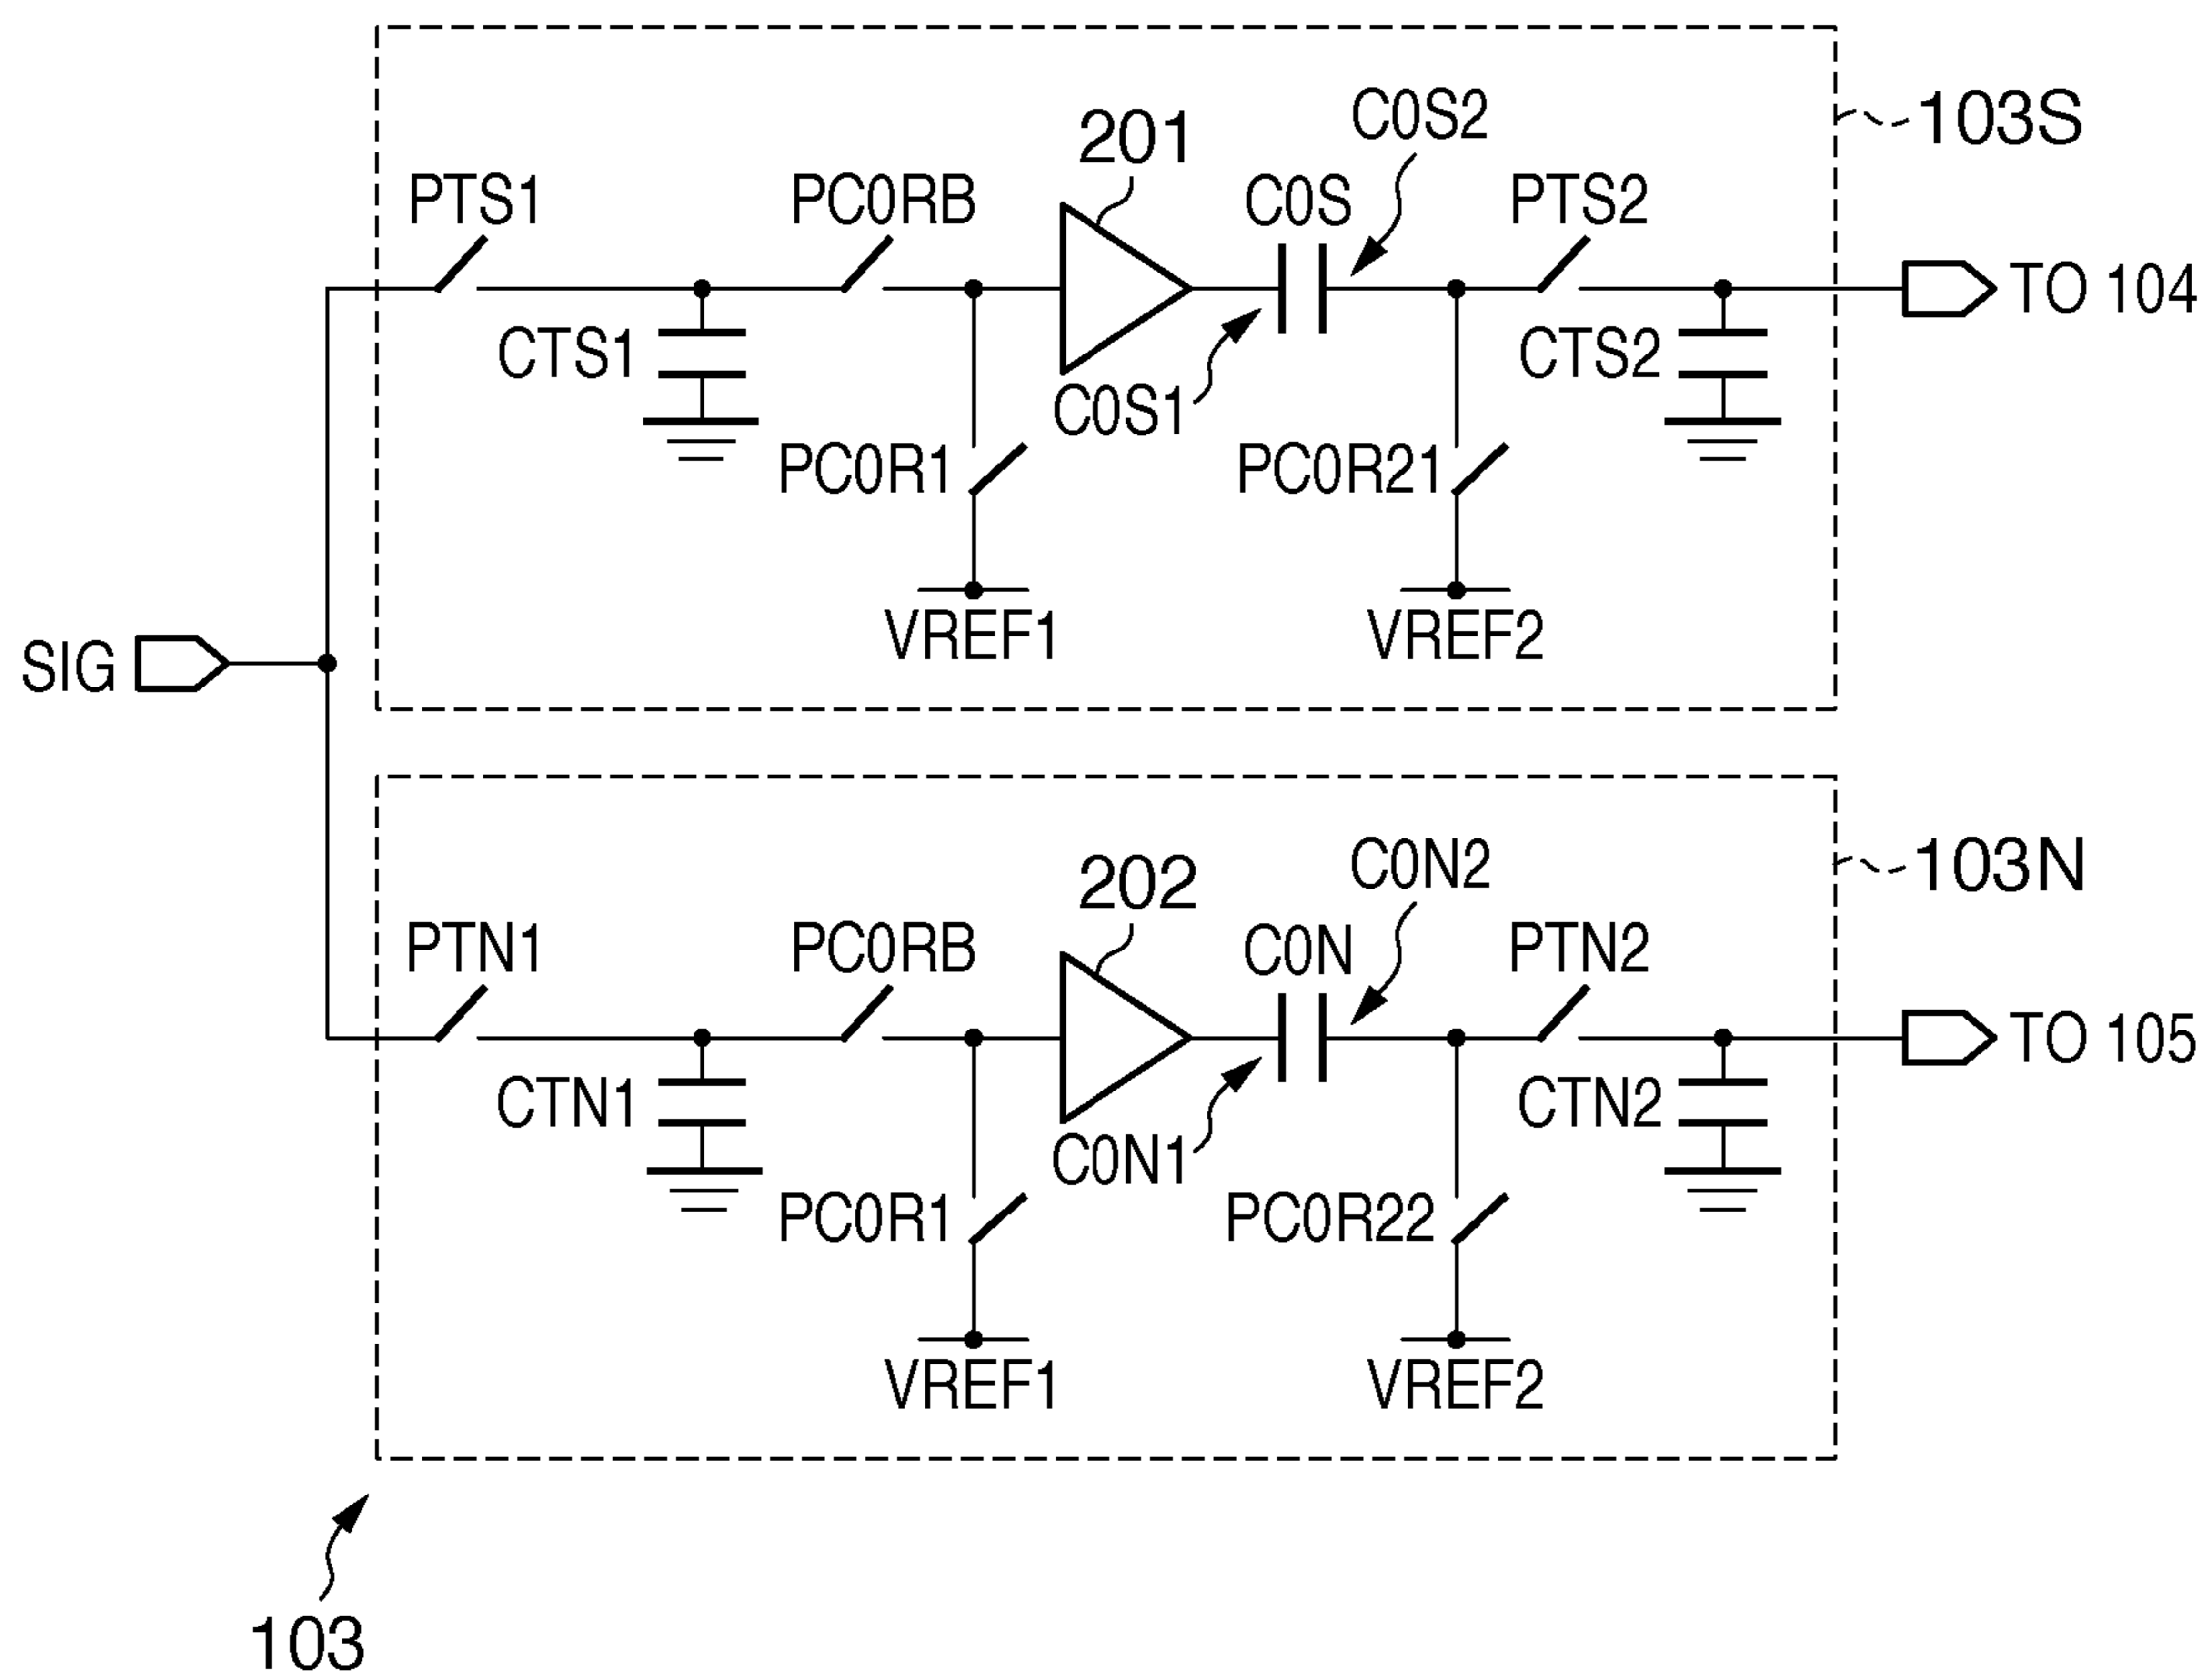 C0S2
103S
201
PTS1
PC0RB
C0S
PTS2
TO 104
CTS1
CTS2
C0S1
PC0R1
PC0R21
VREF1
VREF2
SIG
C0N2
103N
202
PTN1
PC0RB
C0N
PTN2
TO 105
CTN1
CTN2
C0N1
PC0R1
PC0R22
VREF1
VREF2
103